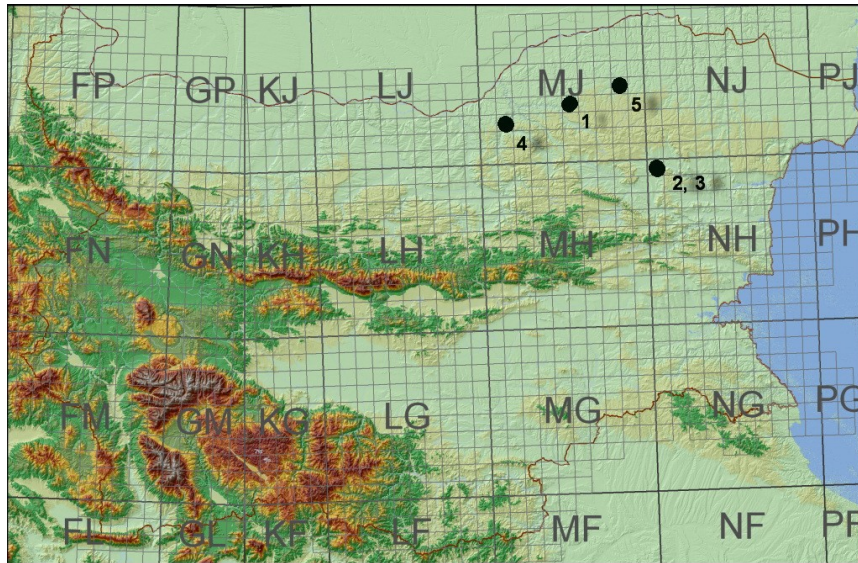 FP GP KJ LJ MJ NJ PJ
5
1
4
2, 3
FN GN KH LH MH NH PH
FM GM KG LG MG NG PG
FL GL KF LF MF NF PF